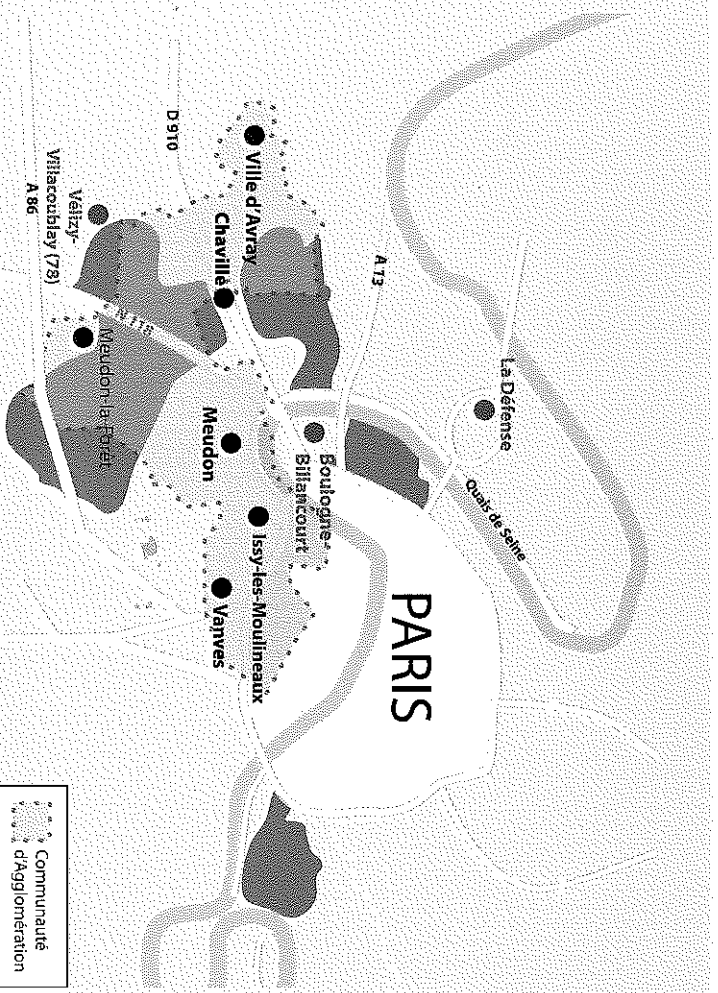 La Défense
Quais de Seine
A 13
PARIS
Boulogne-
Billancourt
Ville d'Avray
Chaville
D 910
Issy-les-Moulineaux
Meudon
Vanves
N 118
Vélizy-
Villacoublay (78)
Meudon-la-Forêt
A 86
Communauté
d'Agglomération